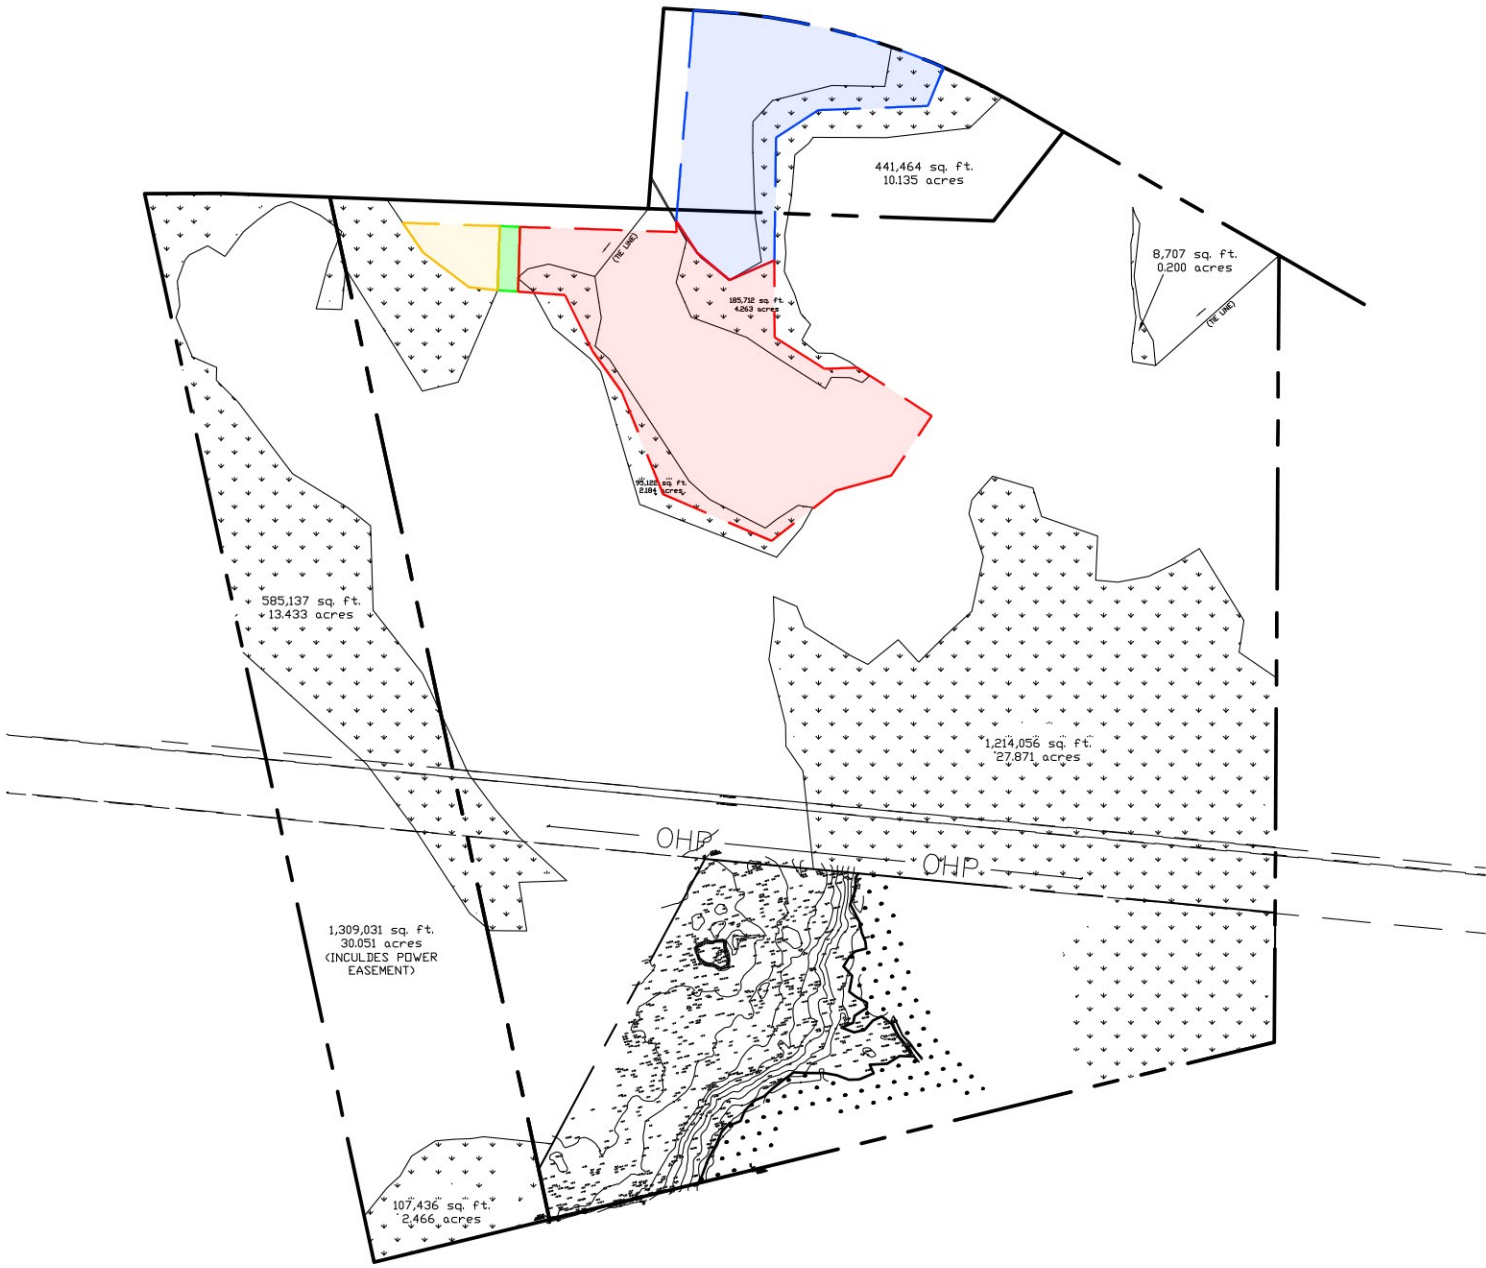 441,464 sq. ft.
10.135 acres
8,707 sq. ft.
0.200 acres
(TIE LINE)
(TIE LINE)
185,712 sq. ft.
4.263 acres
95,128 sq. ft.
2.184 acres
585,137 sq. ft.
13.433 acres
1,214,056 sq. ft.
27.871 acres
OHP
OHP
1,309,031 sq. ft.
30.051 acres
(INCULDES POWER
EASEMENT)
107,436 sq. ft.
2.466 acres